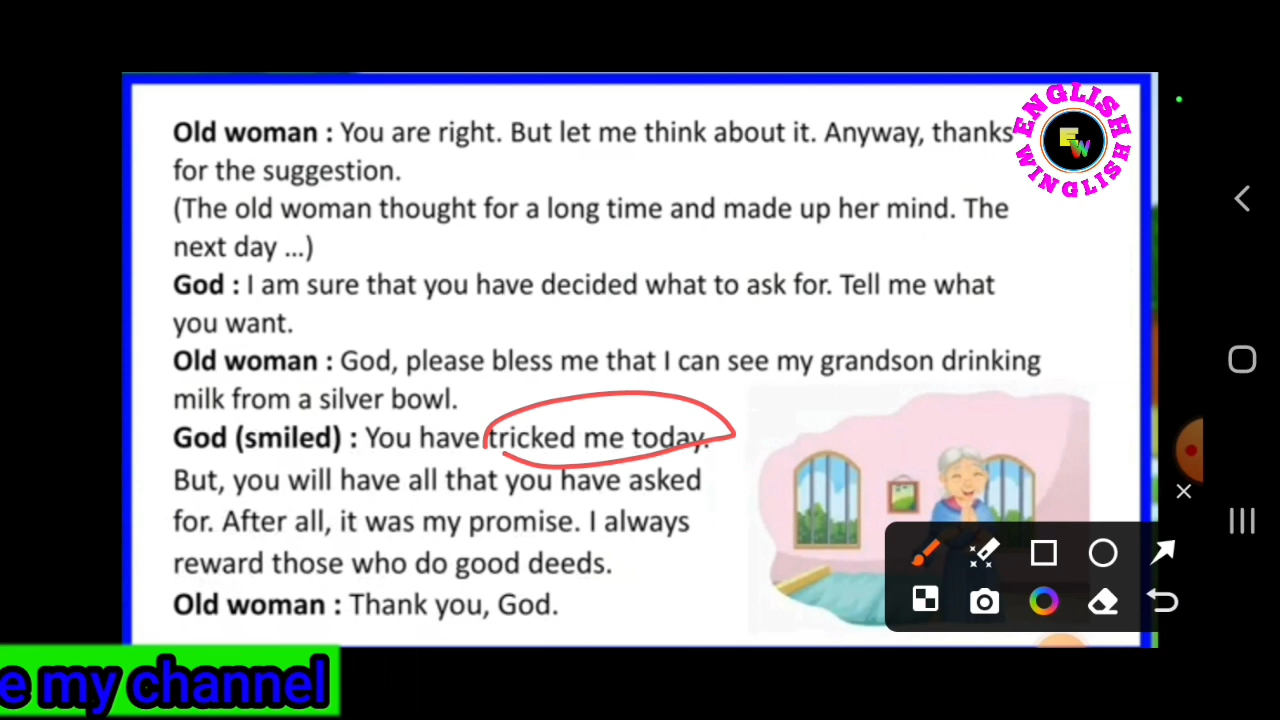 Old woman : You are right. But let me think about it. Anyway, thanks
for the suggestion.
(The old woman thought for a long time and made up her mind. The
next day ...)
God : I am sure that you have decided what to ask for. Tell me what
you want.
Old woman : God, please bless me that I can see my grandson drinking
milk from a silver bowl.
God (smiled) : You have tricked me today.
But, you will have all that you have asked
for. After all, it was my promise. I always
reward those who do good deeds.
Old woman : Thank you, God.
ENGLISH
EW
WINGLISH
e my channel